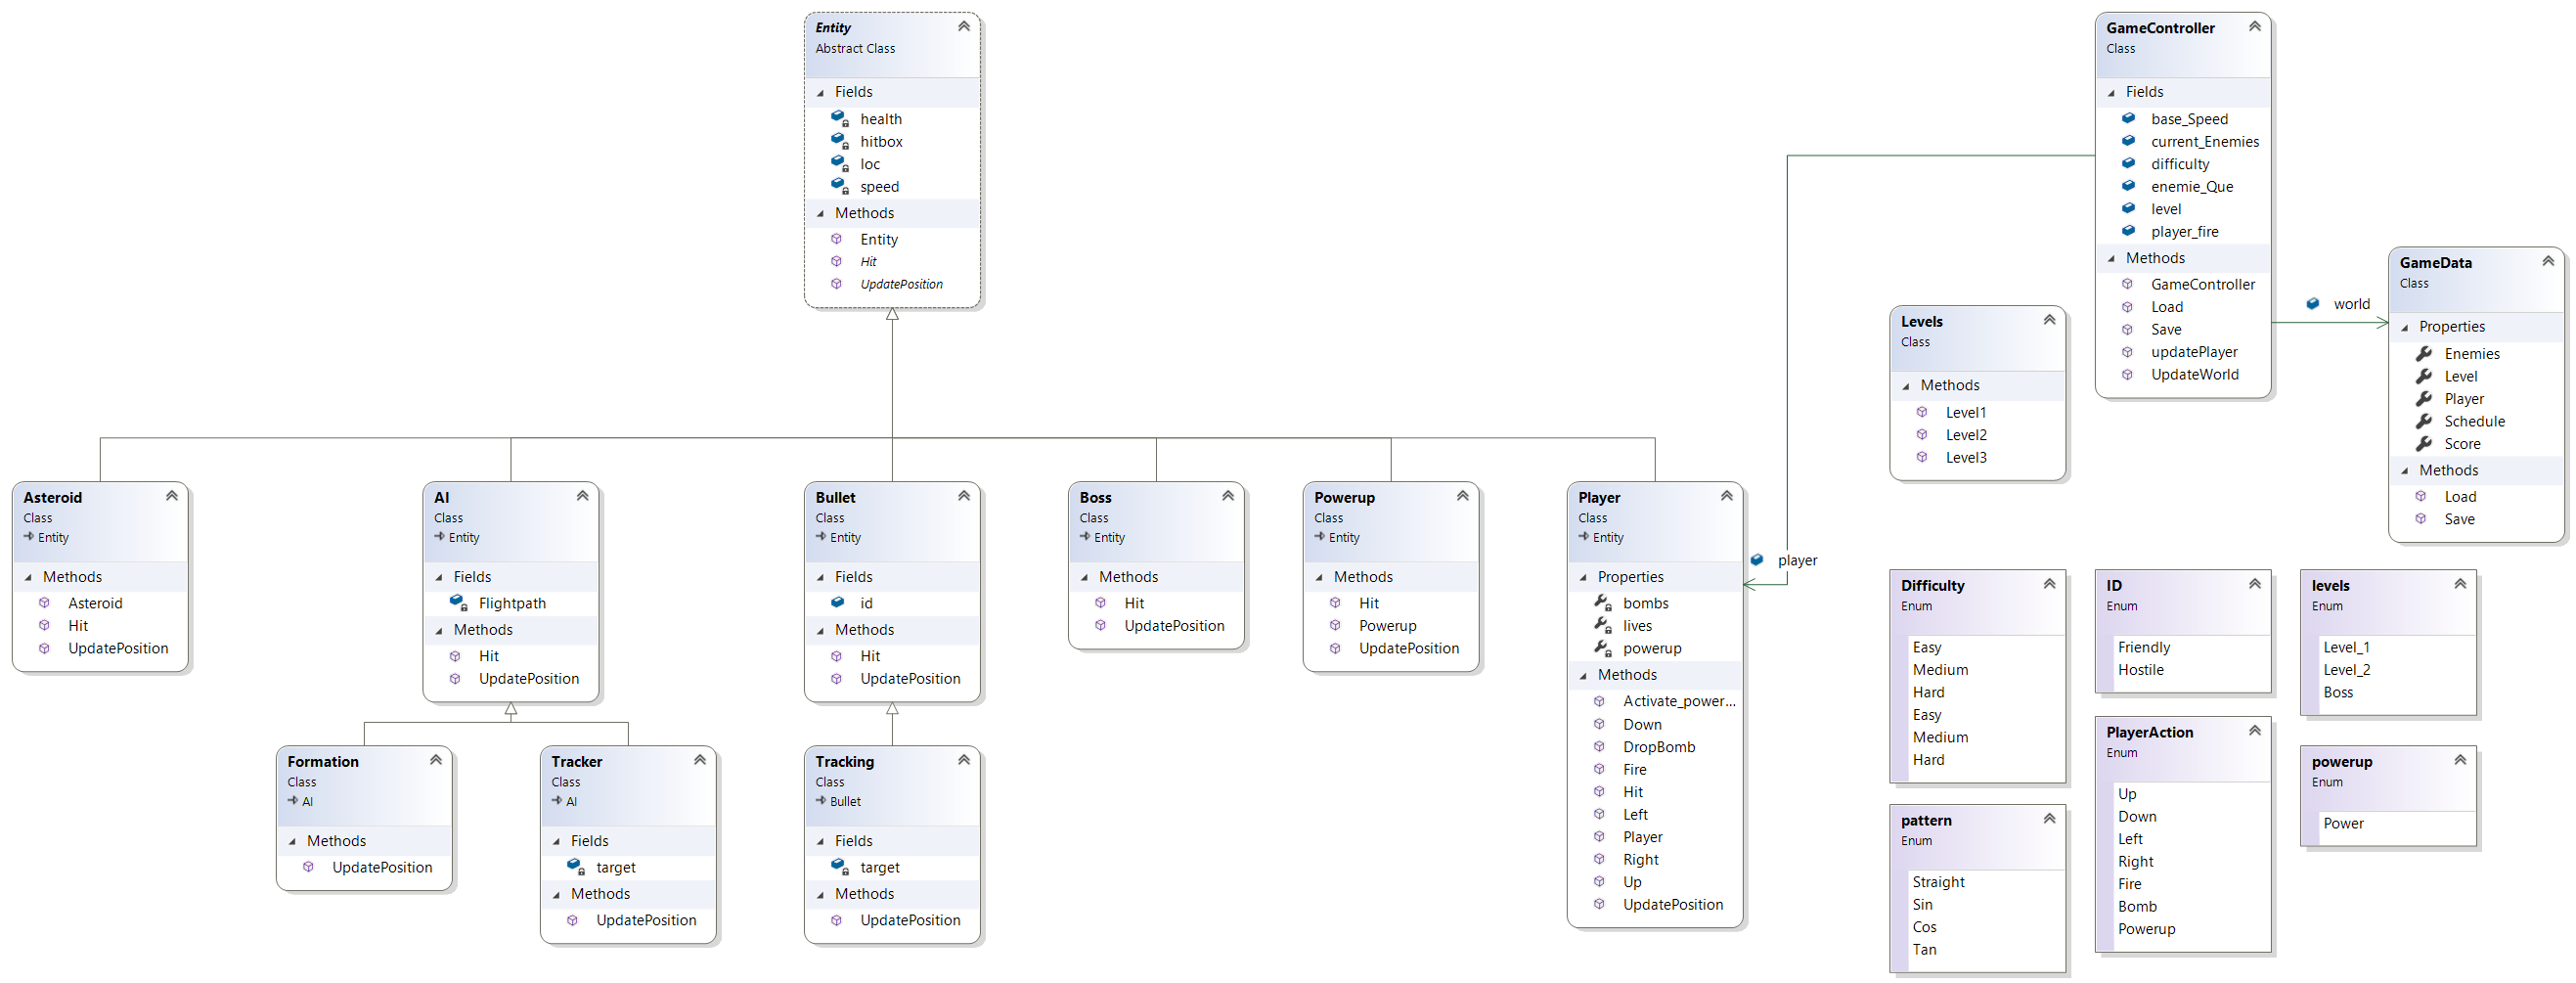 Entity
Abstract Class
Fields
health
hitbox
loc
speed
Methods
Entity
Hit
UpdatePosition
GameController
Class
Fields
base_Speed
current_Enemies
difficulty
enemie_Que
level
player_fire
Methods
GameController
Load
Save
updatePlayer
UpdateWorld
world
GameData
Class
Properties
Enemies
Level
Player
Schedule
Score
Methods
Load
Save
Levels
Class
Methods
Level1
Level2
Level3
Asteroid
Class
Entity
Methods
Asteroid
Hit
UpdatePosition
AI
Class
Entity
Fields
Flightpath
Methods
Hit
UpdatePosition
Bullet
Class
Entity
Fields
id
Methods
Hit
UpdatePosition
Boss
Class
Entity
Methods
Hit
UpdatePosition
Powerup
Class
Entity
Methods
Hit
Powerup
UpdatePosition
Player
Class
Entity
Properties
bombs
lives
powerup
Methods
Activate_power...
Down
DropBomb
Fire
Hit
Left
Player
Right
Up
UpdatePosition
player
Formation
Class
AI
Methods
UpdatePosition
Tracker
Class
AI
Fields
target
Methods
UpdatePosition
Tracking
Class
Bullet
Fields
target
Methods
UpdatePosition
Difficulty
Enum
Easy
Medium
Hard
Easy
Medium
Hard
ID
Enum
Friendly
Hostile
levels
Enum
Level_1
Level_2
Boss
pattern
Enum
Straight
Sin
Cos
Tan
PlayerAction
Enum
Up
Down
Left
Right
Fire
Bomb
Powerup
powerup
Enum
Power